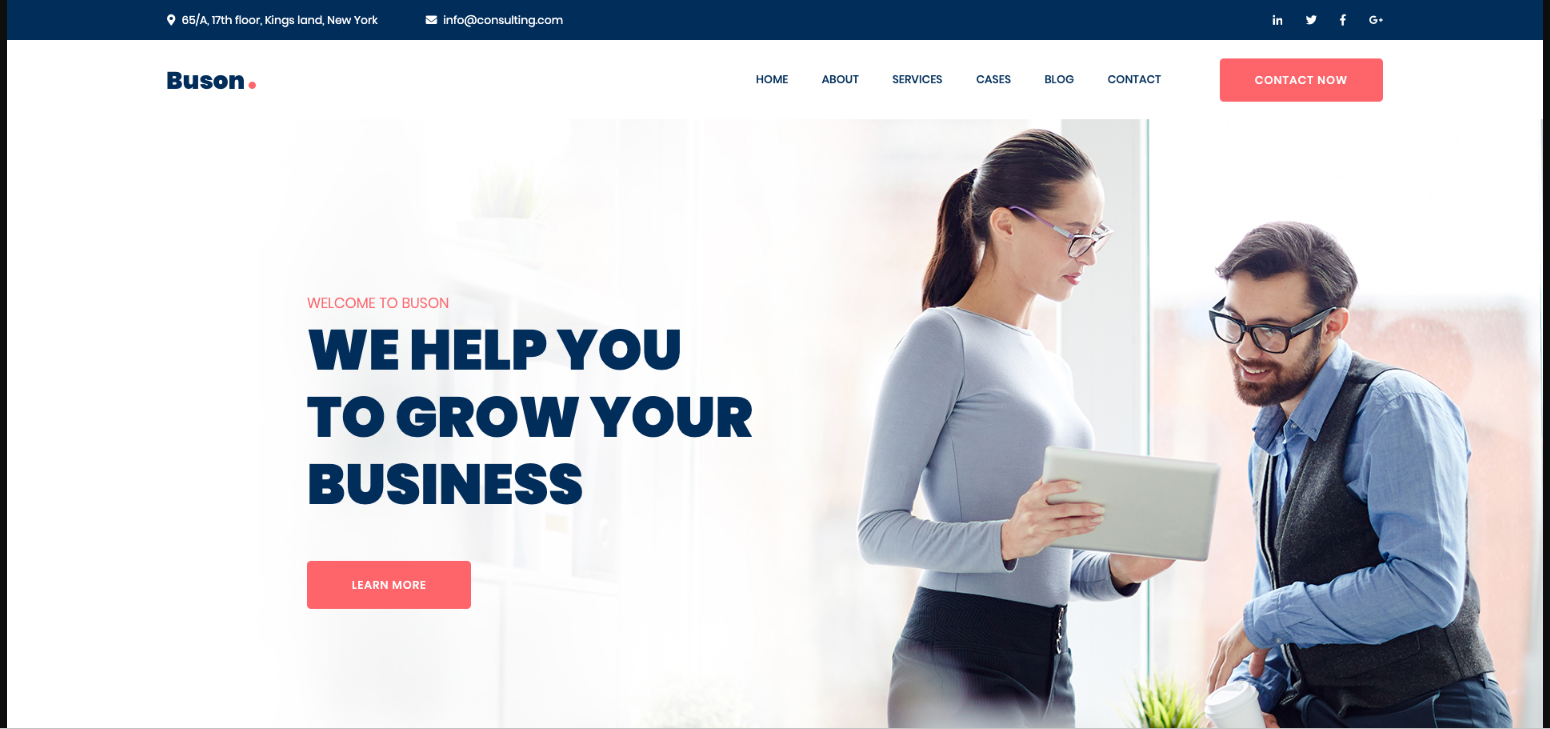 65/A, 17th floor, Kings land, New York
info@consulting.com
in
f
G+
Buson.
HOME
ABOUT
SERVICES
CASES
BLOG
CONTACT
CONTACT NOW
WELCOME TO BUSON
WE HELP YOU
TO GROW YOUR
BUSINESS
LEARN MORE